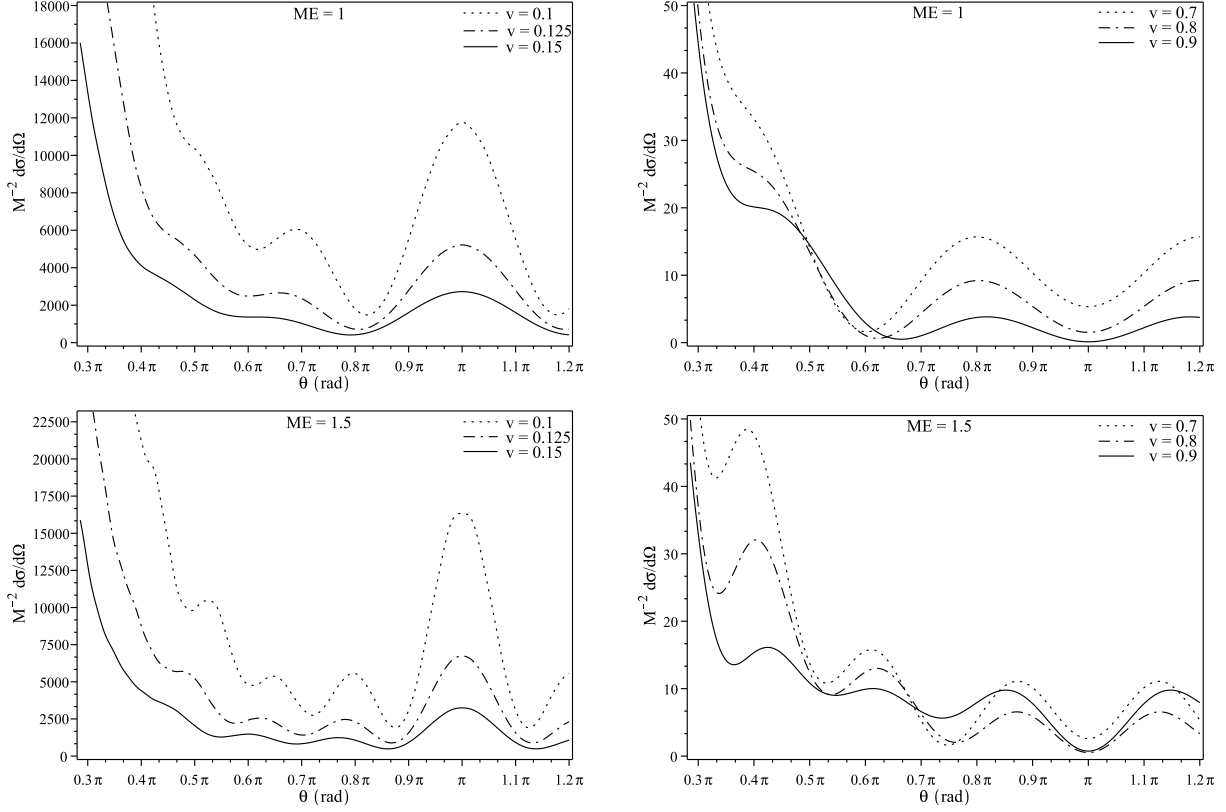 ME = 1
v = 0.1
v = 0.125
v = 0.15
18000
16000
14000
12000
10000
8000
6000
4000
2000
0
M⁻² dσ/dΩ
0.3π 0.4π 0.5π 0.6π 0.7π 0.8π 0.9π π 1.1π 1.2π
θ (rad)
ME = 1
v = 0.7
v = 0.8
v = 0.9
50
40
30
20
10
0
M⁻² dσ/dΩ
0.3π 0.4π 0.5π 0.6π 0.7π 0.8π 0.9π π 1.1π 1.2π
θ (rad)
ME = 1.5
v = 0.1
v = 0.125
v = 0.15
22500
20000
17500
15000
12500
10000
7500
5000
2500
0
M⁻² dσ/dΩ
0.3π 0.4π 0.5π 0.6π 0.7π 0.8π 0.9π π 1.1π 1.2π
θ (rad)
ME = 1.5
v = 0.7
v = 0.8
v = 0.9
50
40
30
20
10
0
M⁻² dσ/dΩ
0.3π 0.4π 0.5π 0.6π 0.7π 0.8π 0.9π π 1.1π 1.2π
θ (rad)